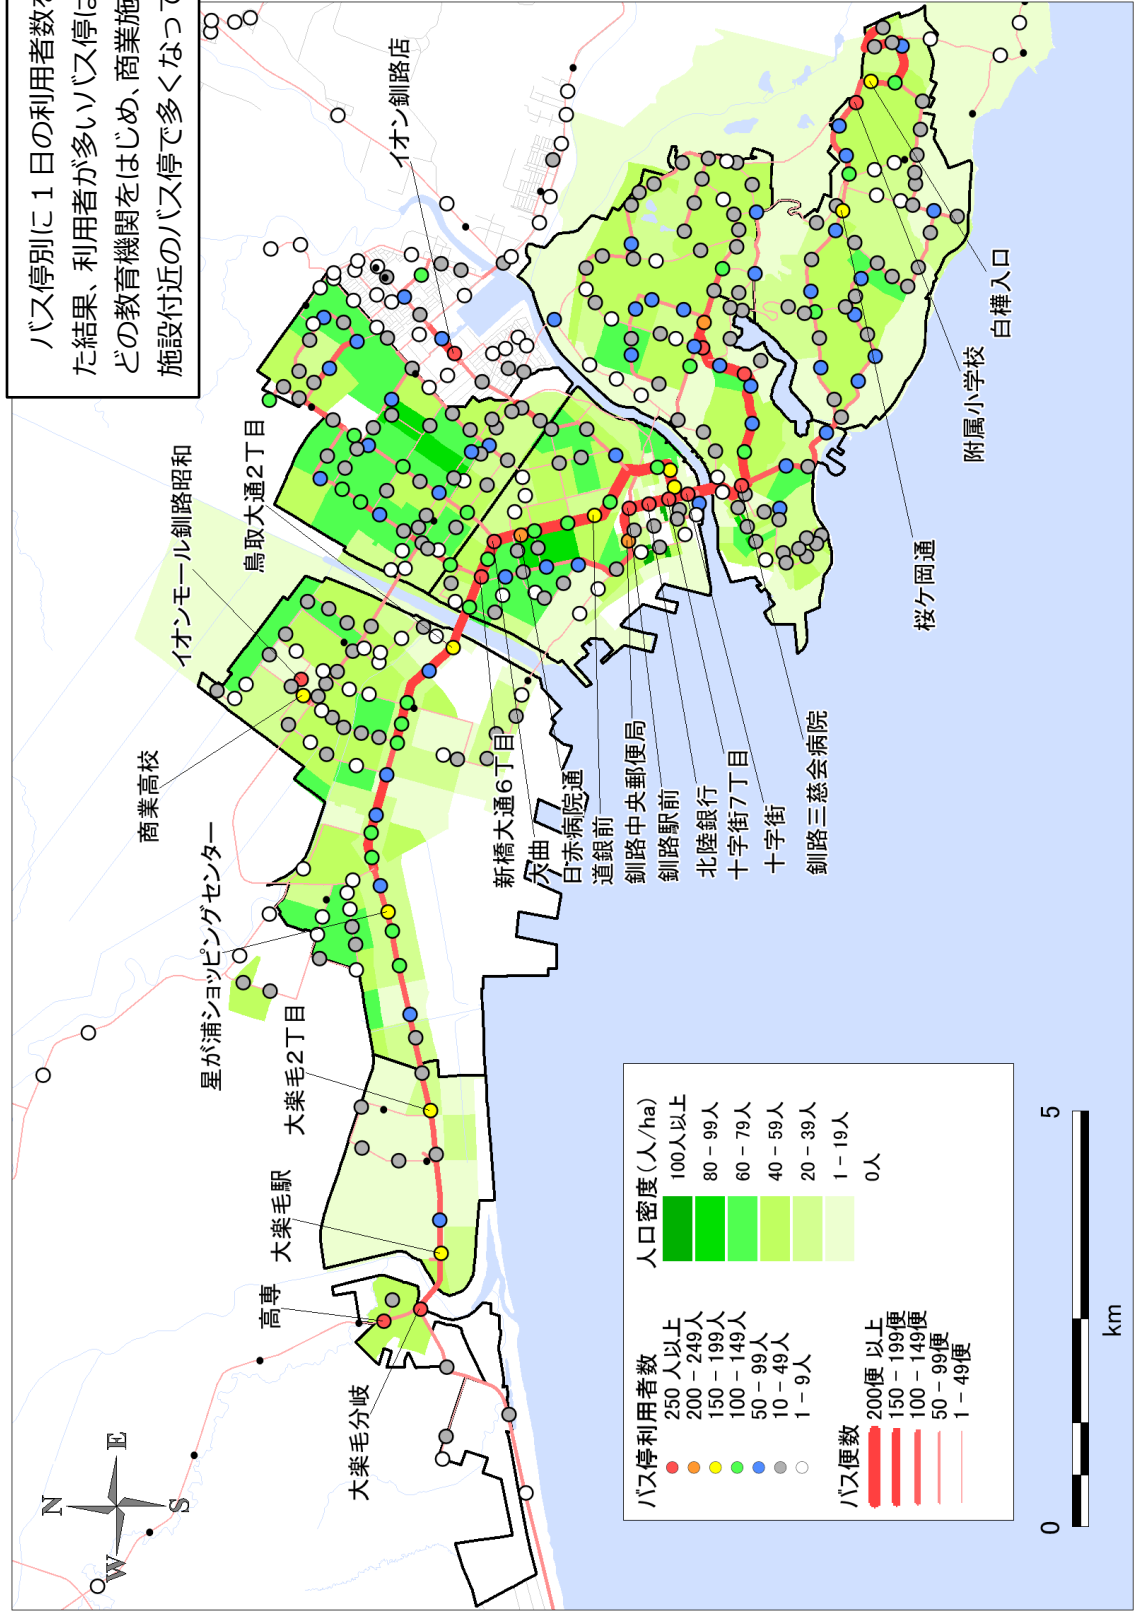 バス停別に1日の利用者数を
た結果、利用者が多いバス停は
どの教育機関をはじめ、商業施
施設付近のバス停で多くなって
イオン釧路店
イオンモール釧路昭和
鳥取大通2丁目
商業高校
星が浦ショッピングセンター
大楽毛2丁目
大楽毛駅
高専
大楽毛分岐
新橋大通6丁目
大曲
日赤病院通
道銀前
釧路中央郵便局
釧路駅前
北陸銀行
十字街7丁目
十字街
釧路三慈会病院
桜ケ岡通
附属小学校
白樺入口
N
E
S
W
バス停利用者数
250 人以上
200 - 249人
150 - 199人
100 - 149人
50 - 99人
10 - 49人
1 - 9人
バス便数
200便 以上
150 - 199便
100 - 149便
50 - 99便
1 - 49便
人口密度(人/ha)
100人以上
80 - 99人
60 - 79人
40 - 59人
20 - 39人
1 - 19人
0人
0
5
km